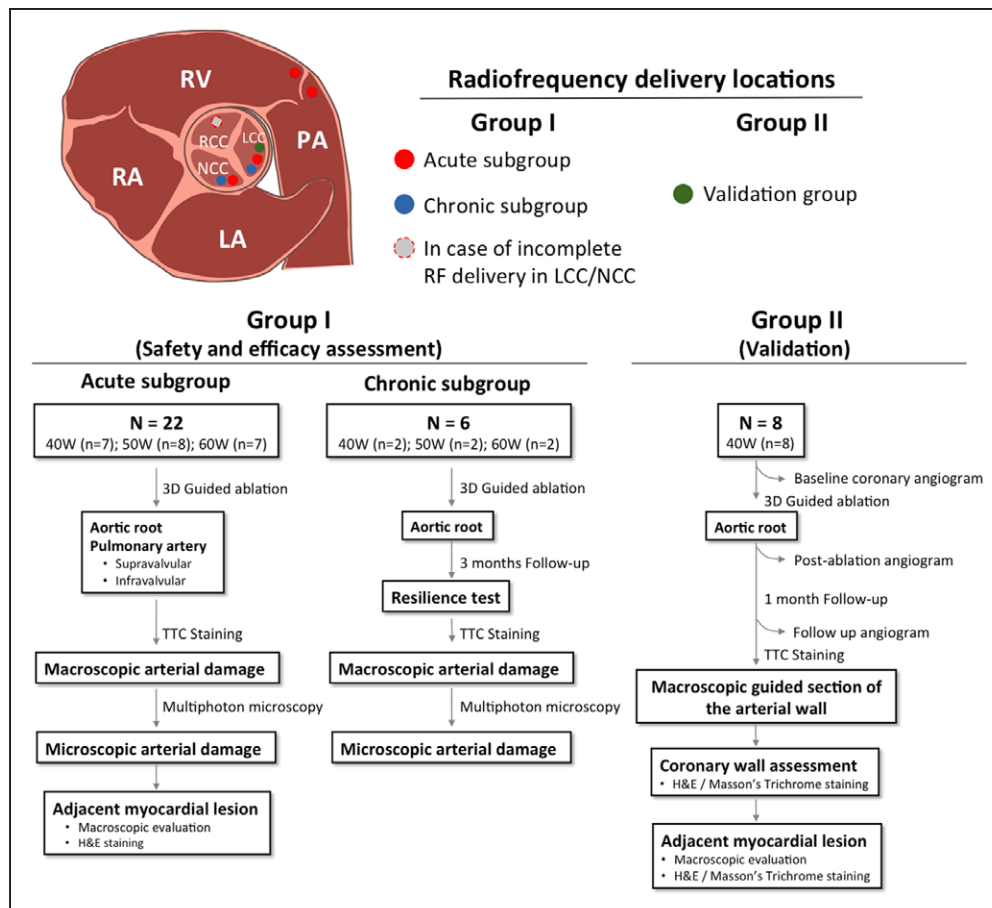 RV
RCC
LCC
NCC
PA
RA
LA
Radiofrequency delivery locations
Group I
Acute subgroup
Chronic subgroup
In case of incomplete
RF delivery in LCC/NCC
Group II
Validation group
Group I
(Safety and efficacy assessment)
Acute subgroup
N = 22
40W (n=7); 50W (n=8); 60W (n=7)
3D Guided ablation
Aortic root
Pulmonary artery
• Supravalvular
• Infravalvular
TTC Staining
Macroscopic arterial damage
Multiphoton microscopy
Microscopic arterial damage
Adjacent myocardial lesion
• Macroscopic evaluation
• H&E staining
Chronic subgroup
N = 6
40W (n=2); 50W (n=2); 60W (n=2)
3D Guided ablation
Aortic root
3 months Follow-up
Resilience test
TTC Staining
Macroscopic arterial damage
Multiphoton microscopy
Microscopic arterial damage
Group II
(Validation)
N = 8
40W (n=8)
Baseline coronary angiogram
3D Guided ablation
Aortic root
Post-ablation angiogram
1 month Follow-up
Follow up angiogram
TTC Staining
Macroscopic guided section of
the arterial wall
Coronary wall assessment
• H&E / Masson's Trichrome staining
Adjacent myocardial lesion
• Macroscopic evaluation
• H&E / Masson's Trichrome staining